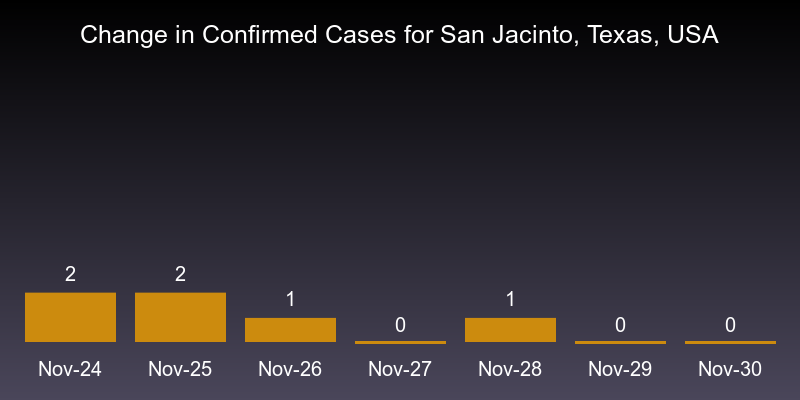 Change in Confirmed Cases for San Jacinto, Texas, USA
2 2 1 0 1 0 0
Nov-24 Nov-25 Nov-26 Nov-27 Nov-28 Nov-29 Nov-30